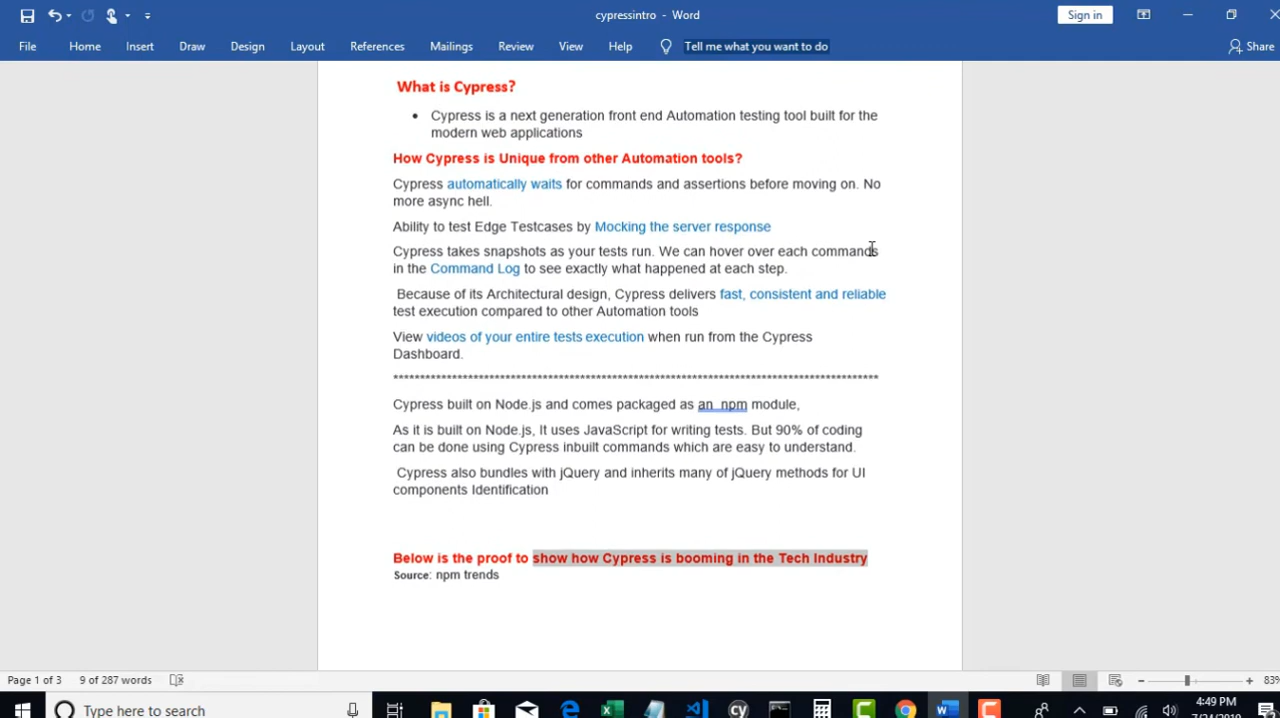 cypressintro - Word
Sign in
File Home Insert Draw Design Layout References Mailings Review View Help Tell me what you want to do Share
What is Cypress?
• Cypress is a next generation front end Automation testing tool built for the
modern web applications
How Cypress is Unique from other Automation tools?
Cypress automatically waits for commands and assertions before moving on. No
more async hell.
Ability to test Edge Testcases by Mocking the server response
Cypress takes snapshots as your tests run. We can hover over each commands
in the Command Log to see exactly what happened at each step.
Because of its Architectural design, Cypress delivers fast, consistent and reliable
test execution compared to other Automation tools
View videos of your entire tests execution when run from the Cypress
Dashboard.
******************************************************************************************
Cypress built on Node.js and comes packaged as an npm module,
As it is built on Node.js, It uses JavaScript for writing tests. But 90% of coding
can be done using Cypress inbuilt commands which are easy to understand.
Cypress also bundles with jQuery and inherits many of jQuery methods for UI
components Identification
Below is the proof to show how Cypress is booming in the Tech Industry
Source: npm trends
Page 1 of 3 9 of 287 words 83%
Type here to search
cy
4:49 PM